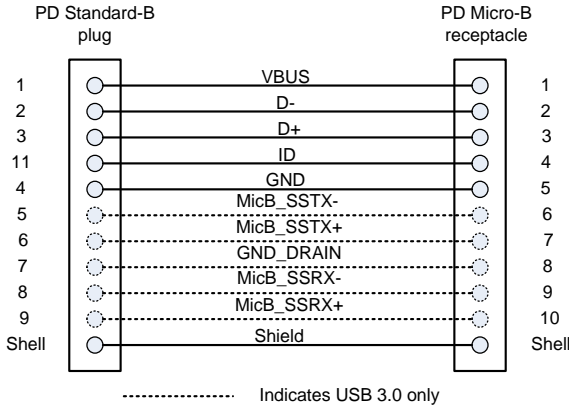 PD Standard-B plug
PD Micro-B receptacle
1 VBUS 1
2 D- 2
3 D+ 3
11 ID 4
4 GND 5
5 MicB_SSTX- 6
6 MicB_SSTX+ 7
7 GND_DRAIN 8
8 MicB_SSRX- 9
9 MicB_SSRX+ 10
Shell Shield Shell
Indicates USB 3.0 only